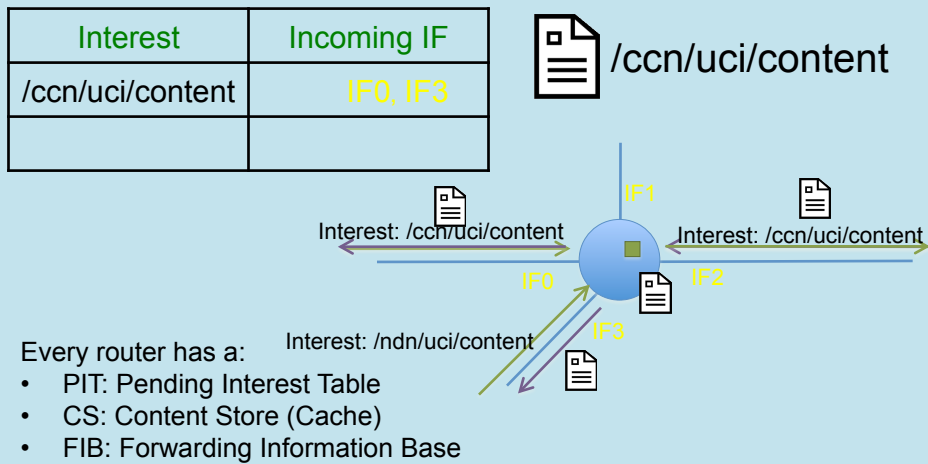 Interest Incoming IF
/ccn/uci/content IF0, IF3
/ccn/uci/content
IF1
Interest: /ccn/uci/content
Interest: /ccn/uci/content
IF0
IF2
Interest: /ndn/uci/content
IF3
Every router has a:
• PIT: Pending Interest Table
• CS: Content Store (Cache)
• FIB: Forwarding Information Base